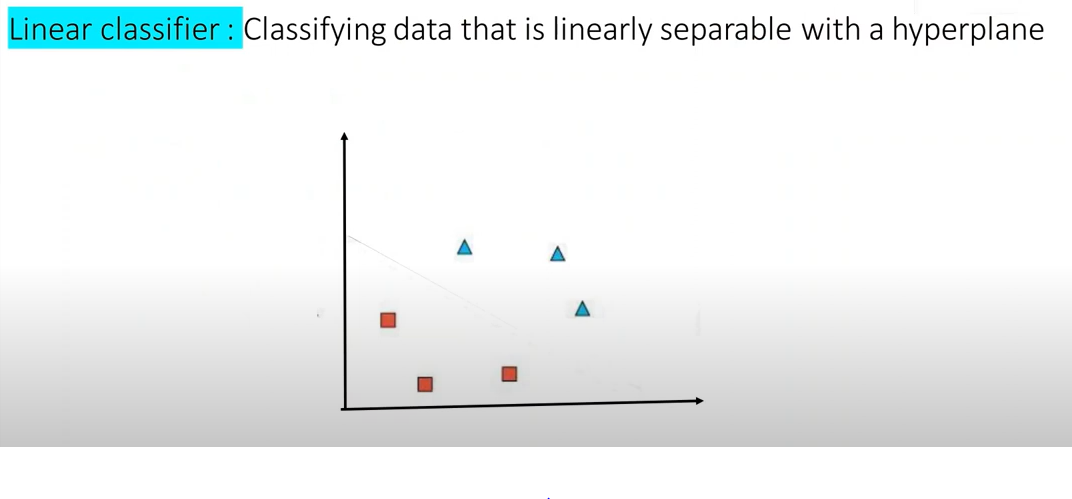 Linear classifier : Classifying data that is linearly separable with a hyperplane